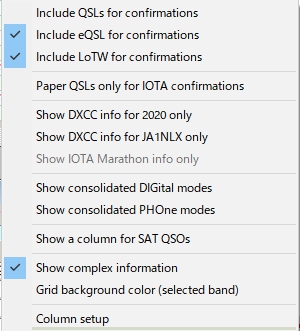 Include QSLs for confirmations
Include eQSL for confirmations
Include LoTW for confirmations
Paper QSLs only for IOTA confirmations
Show DXCC info for 2020 only
Show DXCC info for JA1NLX only
Show IOTA Marathon info only
Show consolidated DIGital modes
Show consolidated PHOne modes
Show a column for SAT QSOs
Show complex information
Grid background color (selected band)
Column setup